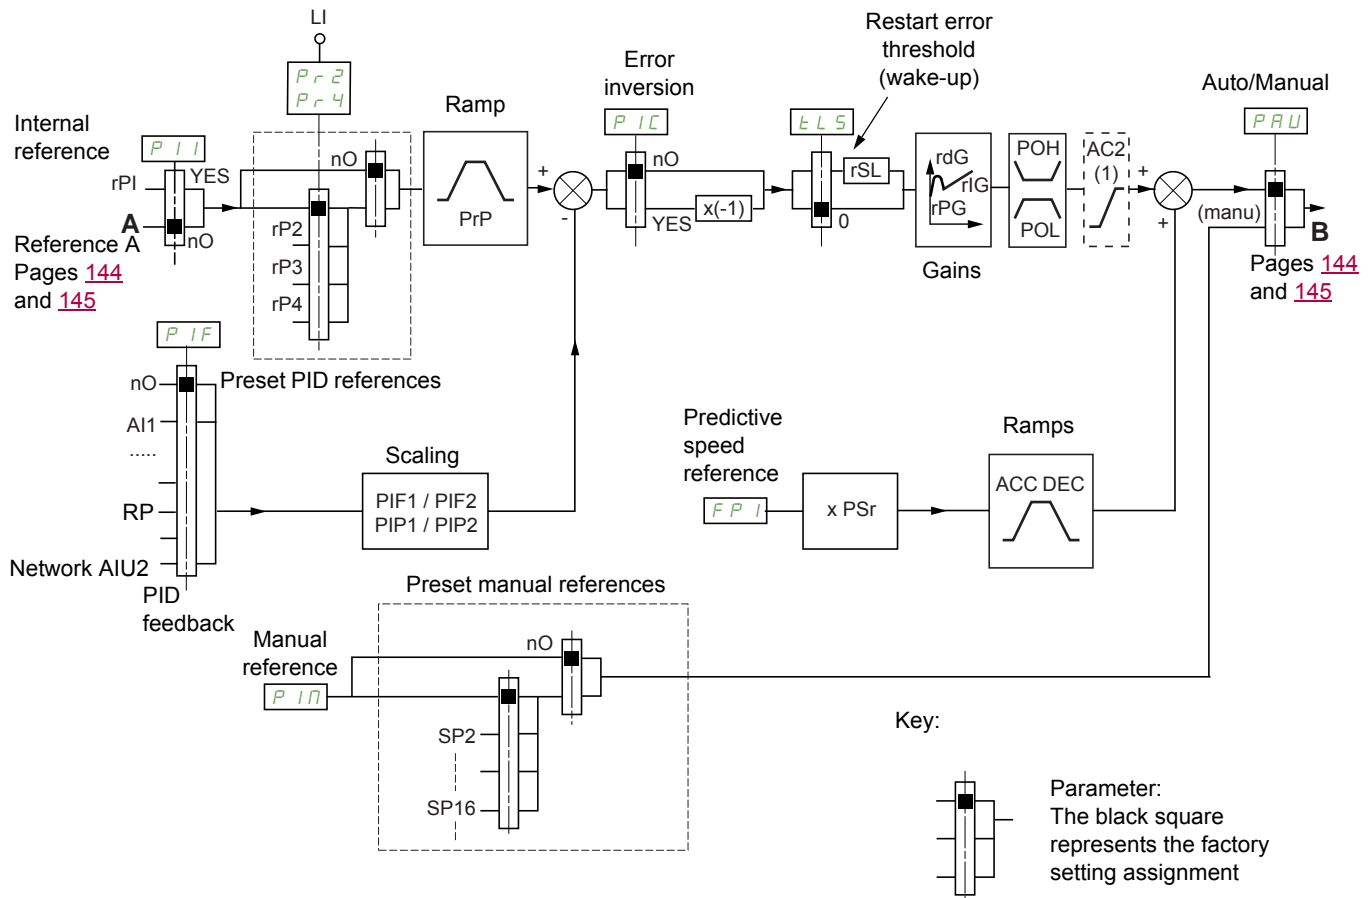 LI
Pr2
Pr4
Internal
reference
PII
YES
rPI
A
nO
Reference A
Pages 144
and 145
nO
rP2
rP3
rP4
Preset PID references
Ramp
PrP
+
-
Error
inversion
PIC
nO
YES
x(-1)
Restart error
threshold
(wake-up)
tLS
rSL
0
rdG
rIG
rPG
Gains
POH
POL
AC2
(1)
+
+
Auto/Manual
PAU
(manu)
B
Pages 144
and 145
PIF
nO
AI1
.....
RP
Network AIU2
PID
feedback
Scaling
PIF1 / PIF2
PIP1 / PIP2
Predictive
speed
reference
FPI
x PSr
Ramps
ACC DEC
Preset manual references
Manual
reference
PIM
nO
SP2
SP16
Key:
Parameter:
The black square
represents the factory
setting assignment